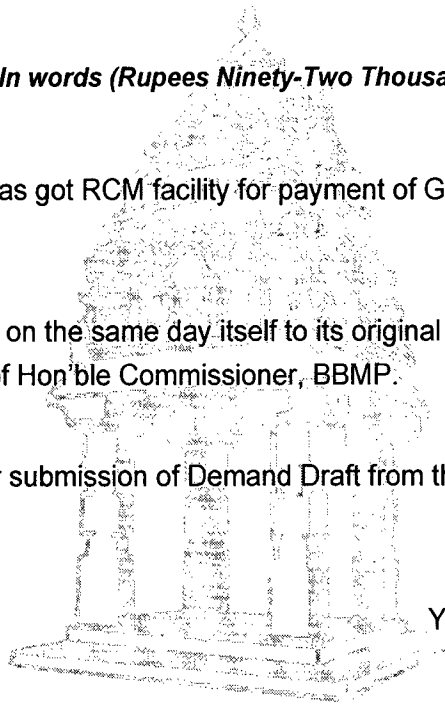 In words (Rupees Ninety-Two Thousa
as got RCM facility for payment of G
on the same day itself to its original
of Hon'ble Commissioner, BBMP.
submission of Demand Draft from th
Y